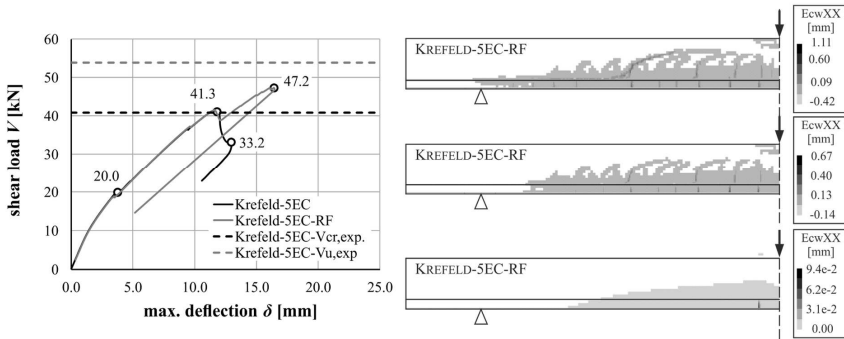 shear load V [kN]
60
50
40
30
20
10
0
0.0
5.0
10.0
15.0
20.0
25.0
max. deflection δ [mm]
20.0
41.3
47.2
33.2
Krefeld-5EC
Krefeld-5EC-RF
Krefeld-5EC-Vcr,exp.
Krefeld-5EC-Vu,exp
KREFELD-5EC-RF
EcwXX
[mm]
1.11
0.60
0.09
-0.42
KREFELD-5EC-RF
EcwXX
[mm]
0.67
0.40
0.13
-0.14
KREFELD-5EC-RF
EcwXX
[mm]
9.4e-2
6.2e-2
3.1e-2
0.00